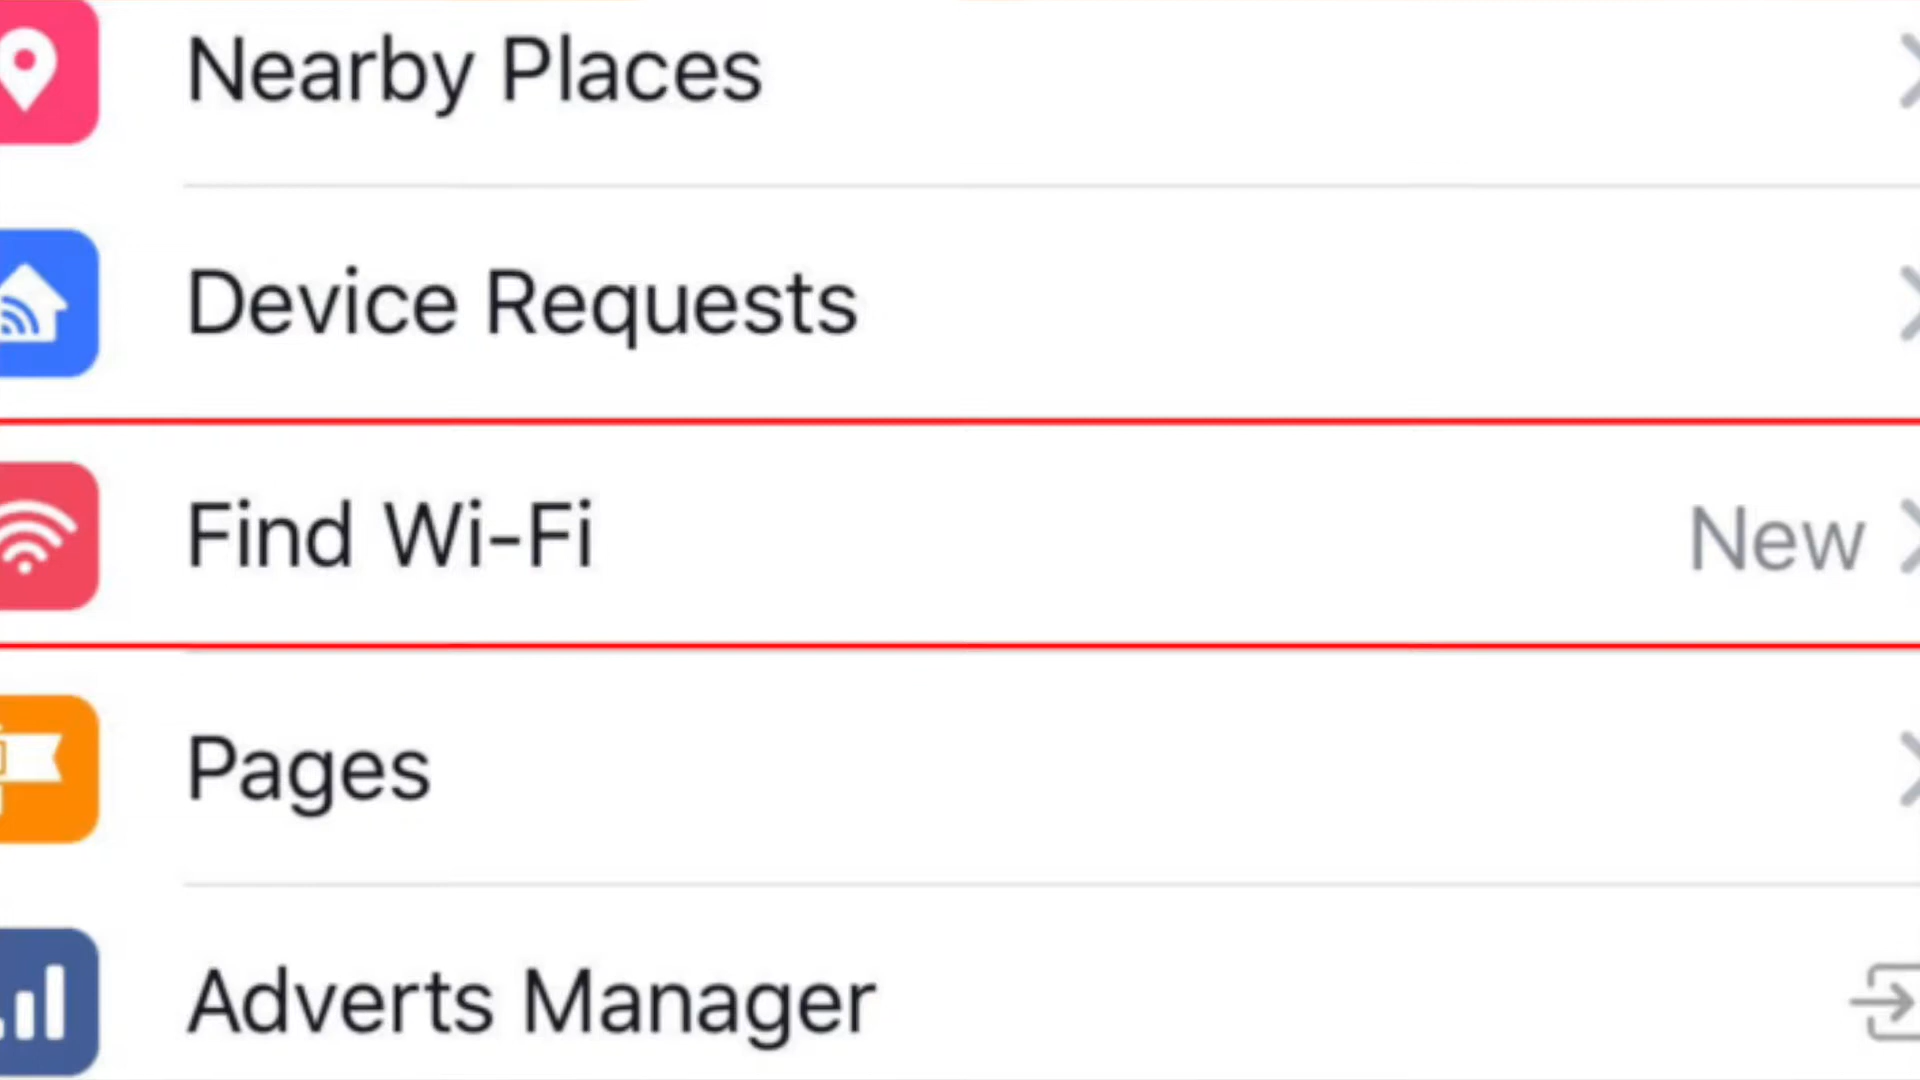 Nearby Places
Device Requests
Find Wi-Fi New
Pages
Adverts Manager